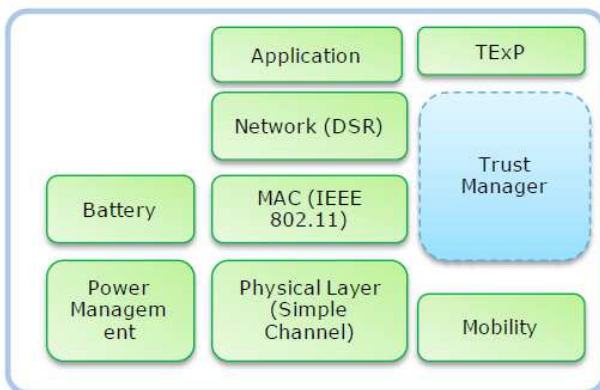 Application
TExP
Network (DSR)
Trust
Manager
Battery
MAC (IEEE
802.11)
Power
Managem
ent
Physical Layer
(Simple
Channel)
Mobility